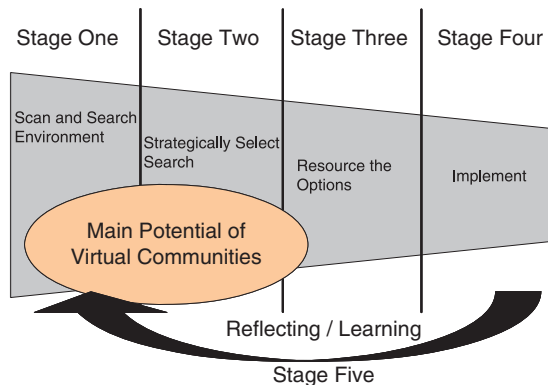 Stage One
Stage Two
Stage Three
Stage Four
Scan and Search
Environment
Strategically Select
Search
Resource the
Options
Implement
Main Potential of
Virtual Communities
Reflecting / Learning
Stage Five